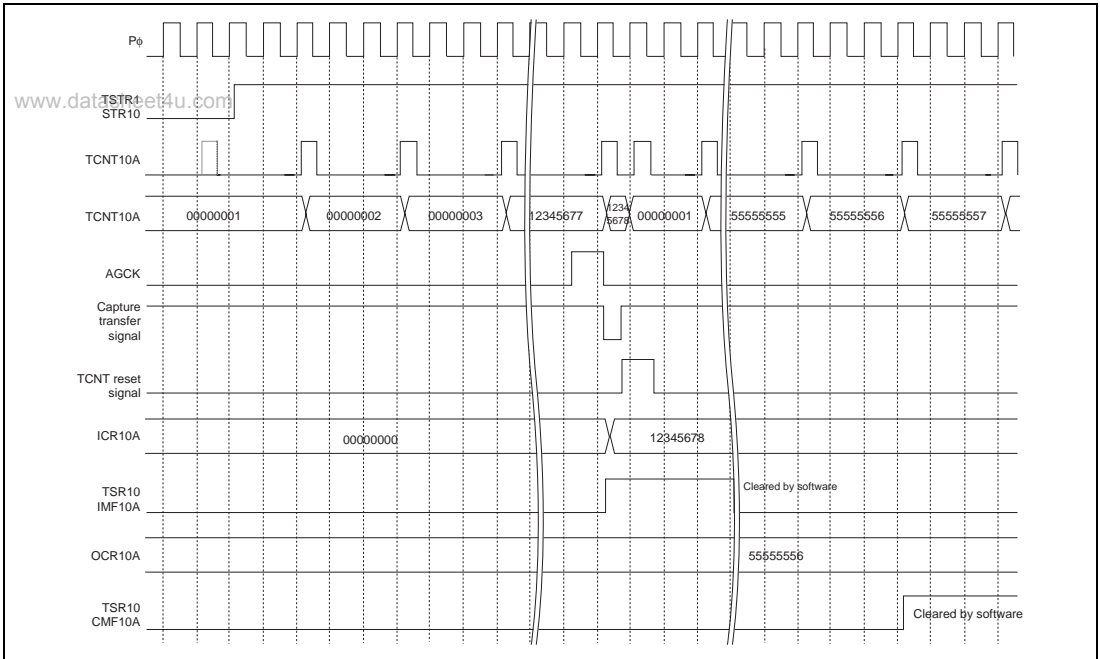 Pϕ
www.datasheet4u.com
TSTR1
STR10
TCNT10A
TCNT10A
00000001
00000002
00000003
12345677
1234
5678
00000001
55555555
55555556
55555557
AGCK
Capture
transfer
signal
TCNT reset
signal
ICR10A
00000000
12345678
TSR10
IMF10A
Cleared by software
OCR10A
55555556
TSR10
CMF10A
Cleared by software